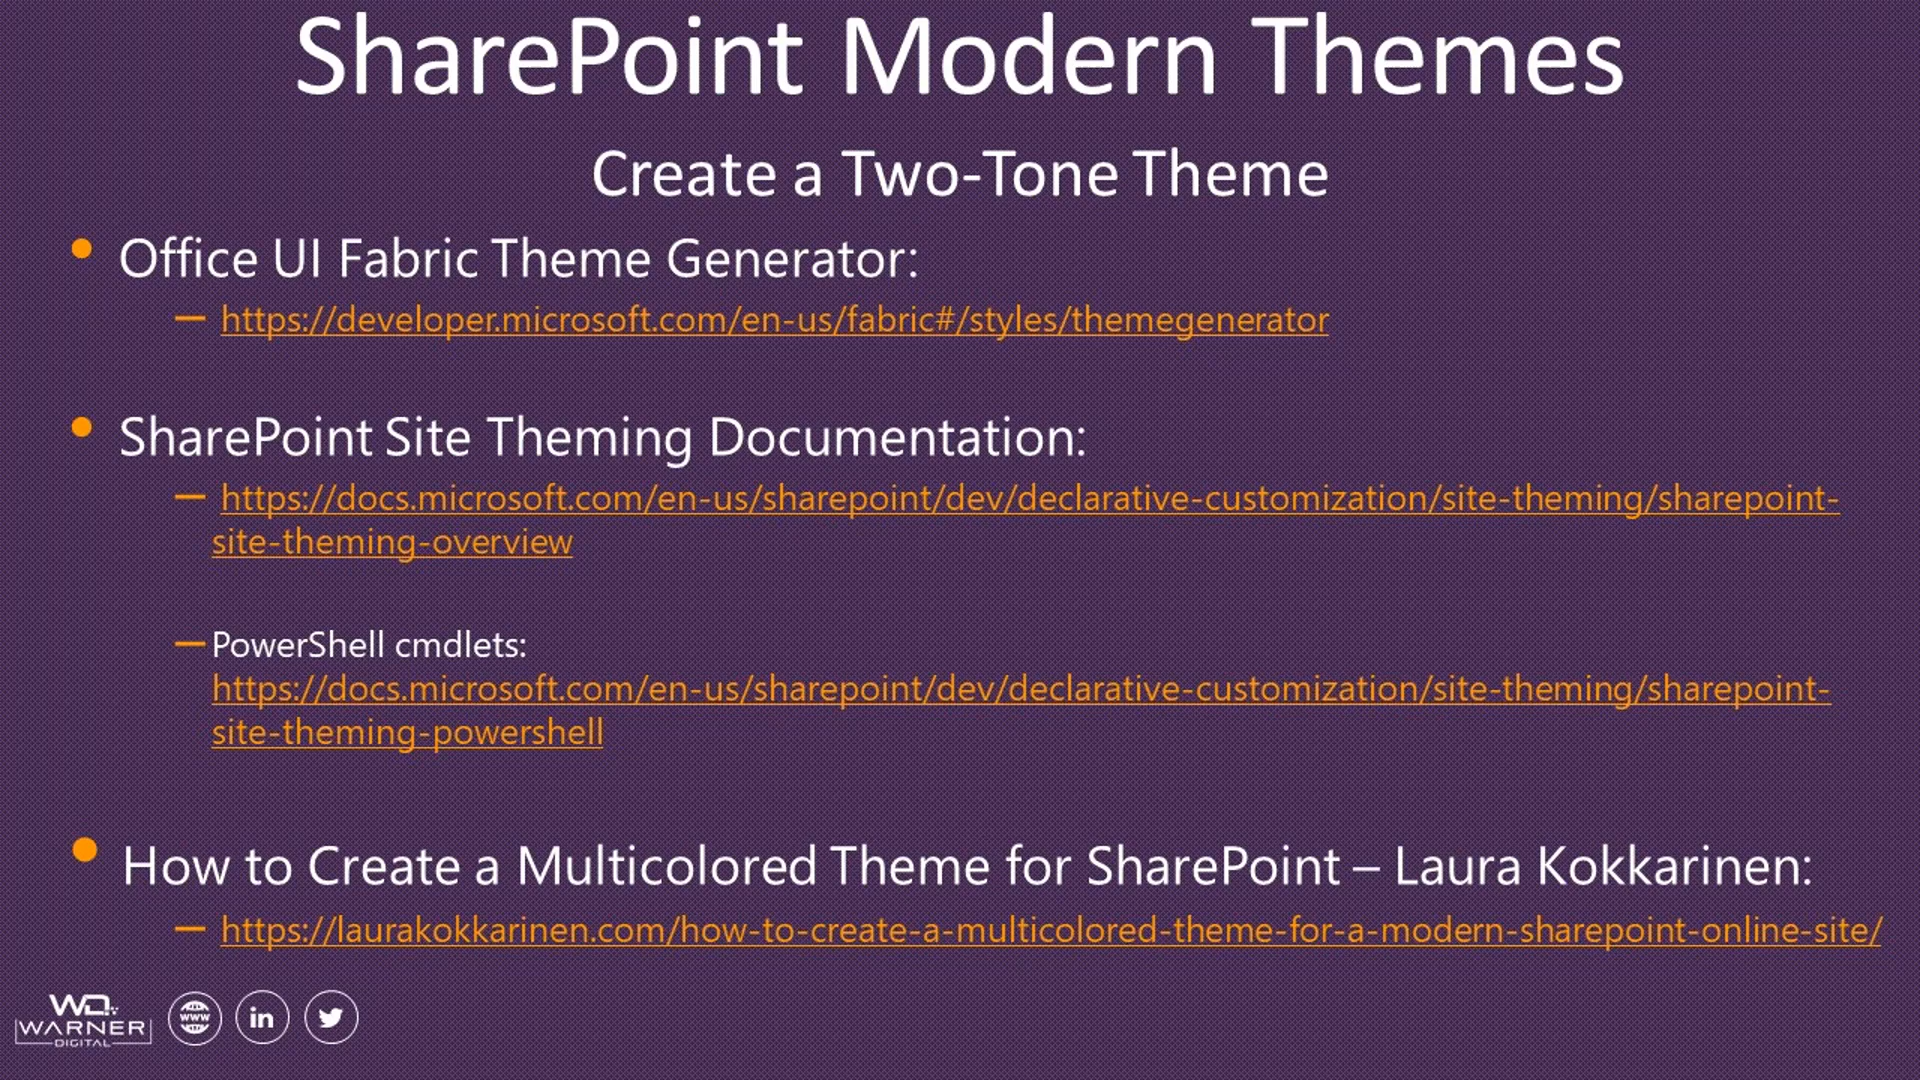 SharePoint Modern Themes
Create a Two-Tone Theme
• Office UI Fabric Theme Generator:
– https://developer.microsoft.com/en-us/fabric#/styles/themegenerator
• SharePoint Site Theming Documentation:
– https://docs.microsoft.com/en-us/sharepoint/dev/declarative-customization/site-theming/sharepoint-
site-theming-overview
– PowerShell cmdlets:
https://docs.microsoft.com/en-us/sharepoint/dev/declarative-customization/site-theming/sharepoint-
site-theming-powershell
• How to Create a Multicolored Theme for SharePoint – Laura Kokkarinen:
– https://laurakokkarinen.com/how-to-create-a-multicolored-theme-for-a-modern-sharepoint-online-site/
WD.tv
WARNER
DIGITAL
WWW
in